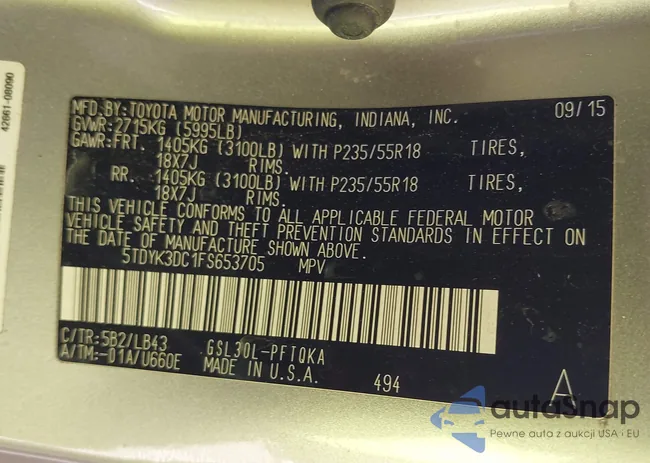 42661-08090
MFD.BY: TOYOTA MOTOR MANUFACTURING, INDIANA, INC. 09/15
GVWR: 2715KG (5995LB)
GAWR: FRT. 1405KG (3100LB) WITH P235/55R18 TIRES,
18X7J RIMS.
RR. 1405KG (3100LB) WITH P235/55R18 TIRES,
18X7J RIMS.
THIS VEHICLE CONFORMS TO ALL APPLICABLE FEDERAL MOTOR
VEHICLE SAFETY AND THEFT PREVENTION STANDARDS IN EFFECT ON
THE DATE OF MANUFACTURE SHOWN ABOVE.
5TDYK3DC1FS653705 MPV
C/TR: 5B2/LB43 GSL30L-PFTQKA
A/TM: -01A/U660E MADE IN U.S.A. 494 A
autoSnap
Pewne auta z aukcji USA · EU